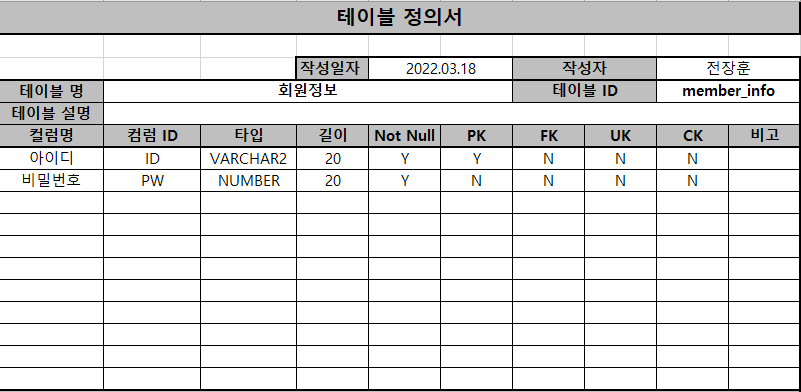 테이블 정의서
작성일자 2022.03.18 작성자 전장훈
테이블 명 회원정보 테이블 ID member_info
테이블 설명
컬럼명 컴럼 ID 타입 길이 Not Null PK FK UK CK 비고
아이디 ID VARCHAR2 20 Y Y N N N
비밀번호 PW NUMBER 20 Y N N N N